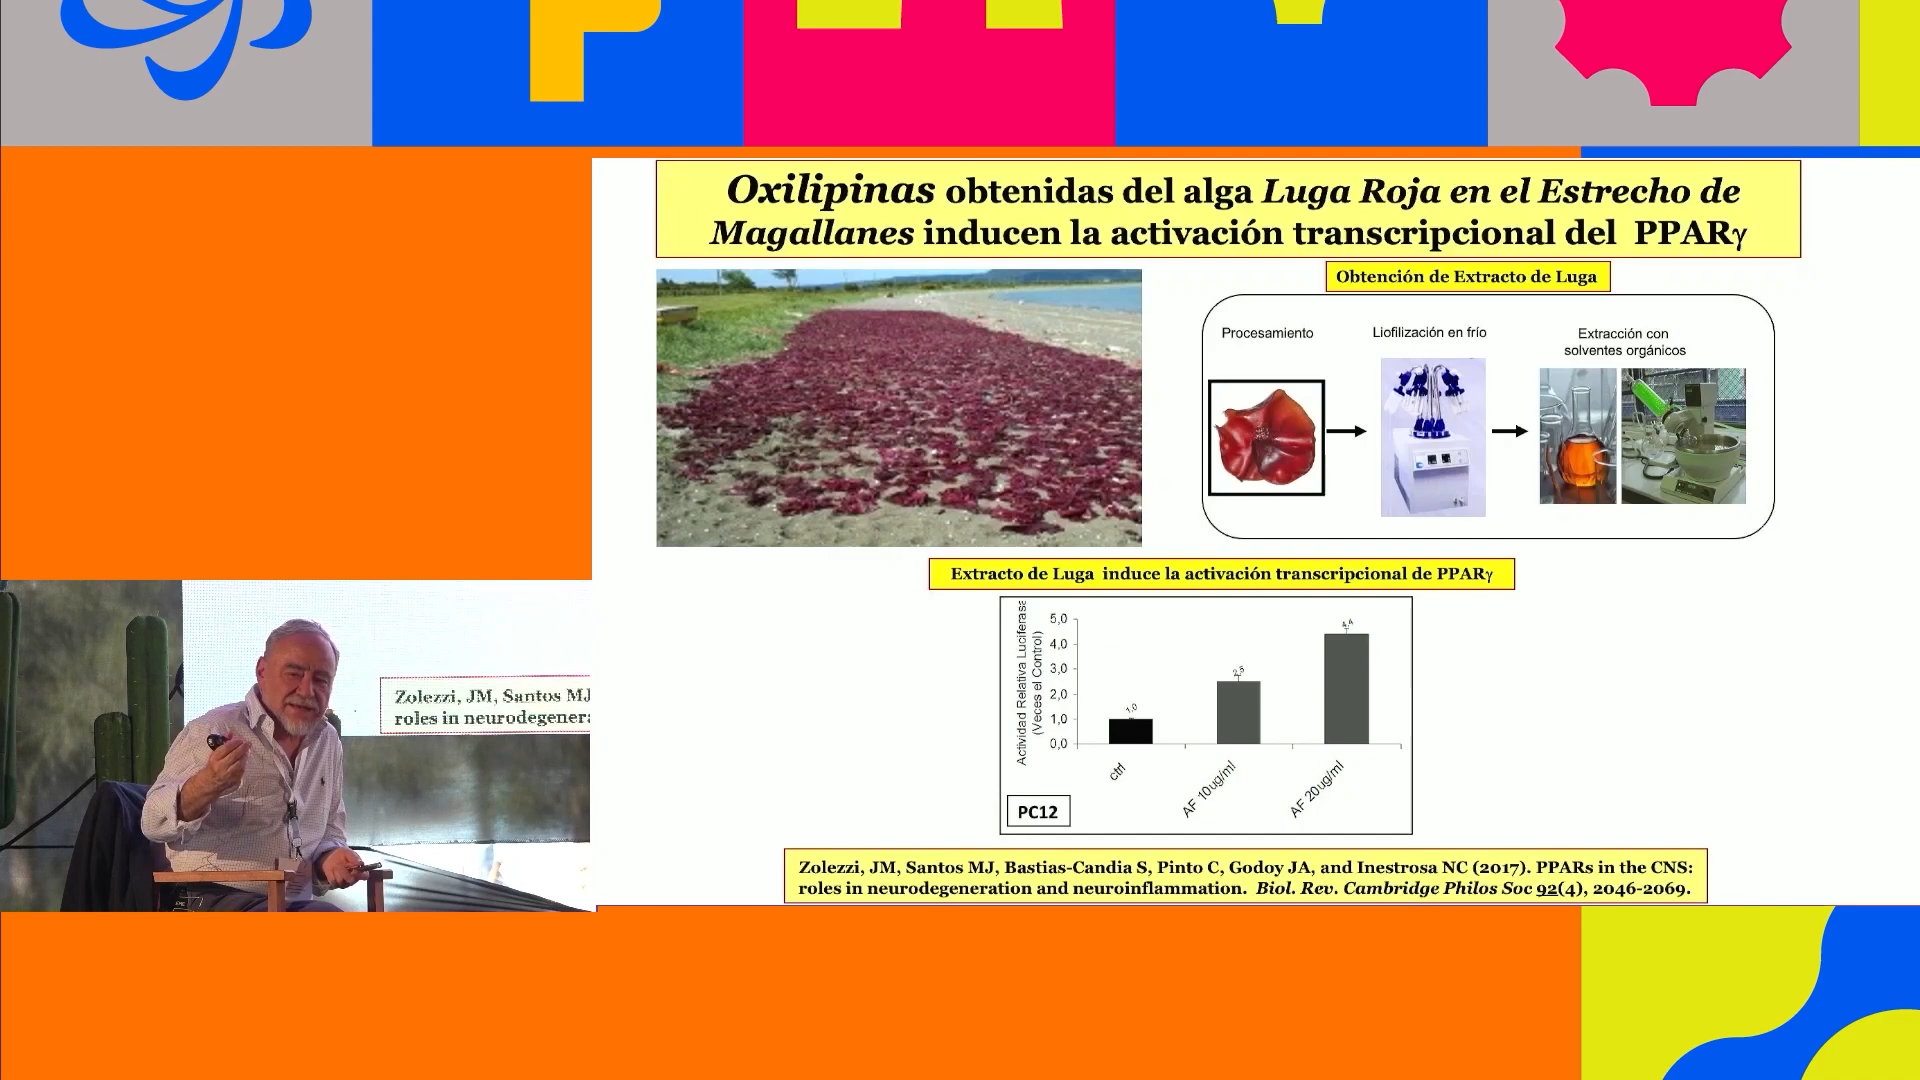 Oxilipinas obtenidas del alga Luga Roja en el Estrecho de
Magallanes inducen la activación transcripcional del PPARγ
Obtención de Extracto de Luga
Procesamiento
Liofilización en frío
Extracción con
solventes orgánicos
Extracto de Luga induce la activación transcripcional de PPARγ
Actividad Relativa Luciferasa
(Veces el Control)
5,0
4,0
3,0
2,0
1,0
0,0
1,0
2,5
4,4
ctrl
AF 10ug/ml
AF 20ug/ml
PC12
Zolezzi, JM, Santos MJ, Bastias-Candia S, Pinto C, Godoy JA, and Inestrosa NC (2017). PPARs in the CNS:
roles in neurodegeneration and neuroinflammation. Biol. Rev. Cambridge Philos Soc 92(4), 2046-2069.
Zolezzi, JM, Santos MJ
roles in neurodegenera